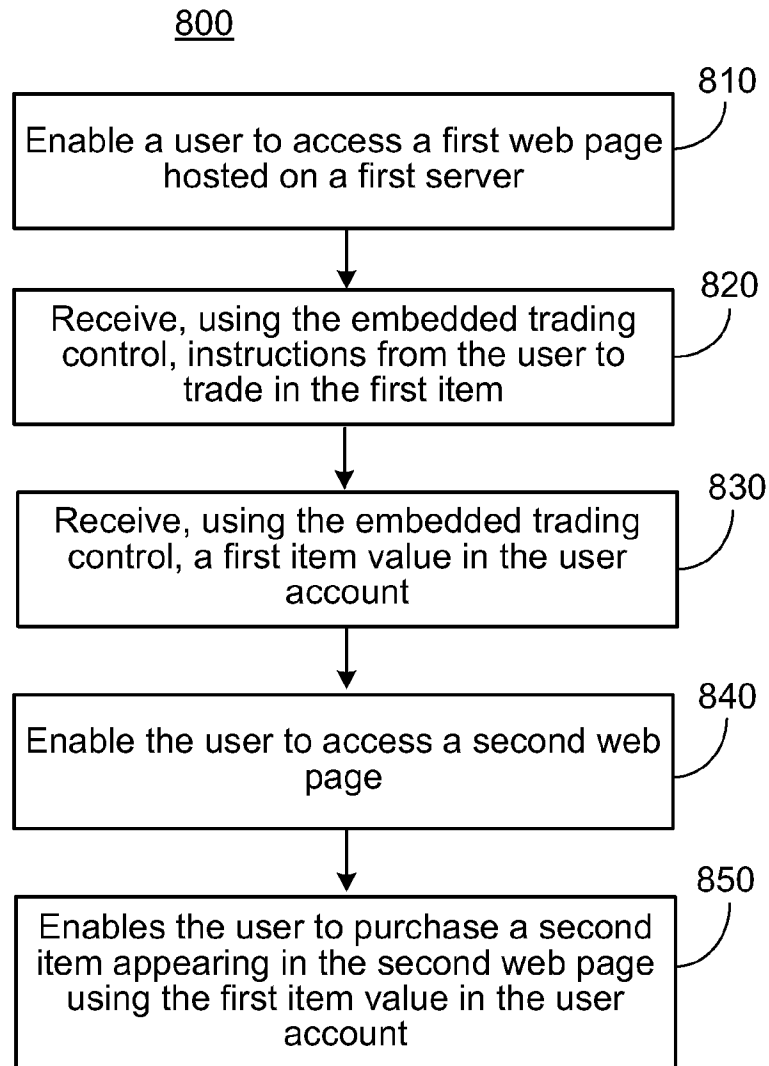 800
810
Enable a user to access a first web page
hosted on a first server
820
Receive, using the embedded trading
control, instructions from the user to
trade in the first item
830
Receive, using the embedded trading
control, a first item value in the user
account
840
Enable the user to access a second web
page
850
Enables the user to purchase a second
item appearing in the second web page
using the first item value in the user
account